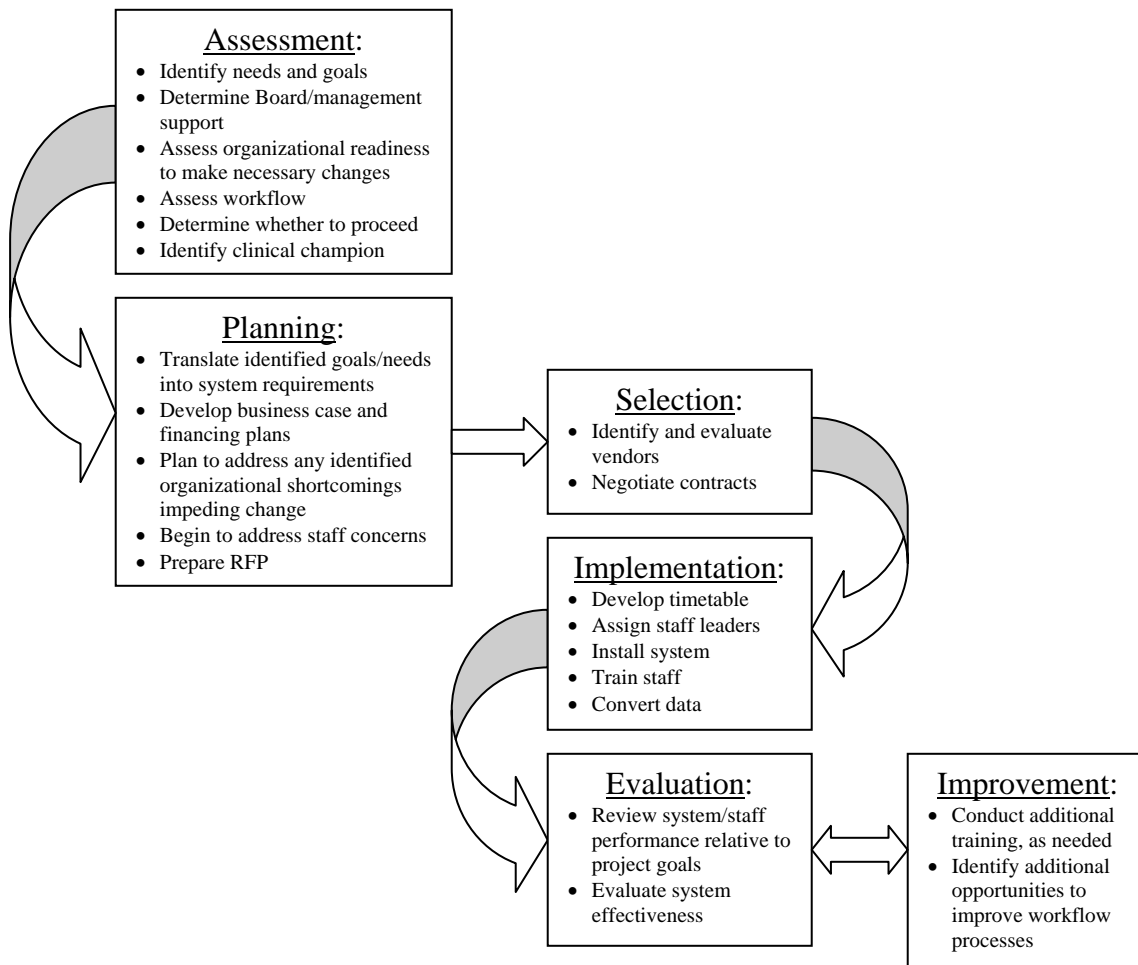 Assessment:
• Identify needs and goals
• Determine Board/management
support
• Assess organizational readiness
to make necessary changes
• Assess workflow
• Determine whether to proceed
• Identify clinical champion
Planning:
• Translate identified goals/needs
into system requirements
• Develop business case and
financing plans
• Plan to address any identified
organizational shortcomings
impeding change
• Begin to address staff concerns
• Prepare RFP
Selection:
• Identify and evaluate
vendors
• Negotiate contracts
Implementation:
• Develop timetable
• Assign staff leaders
• Install system
• Train staff
• Convert data
Evaluation:
• Review system/staff
performance relative to
project goals
• Evaluate system
effectiveness
Improvement:
• Conduct additional
training, as needed
• Identify additional
opportunities to
improve workflow
processes